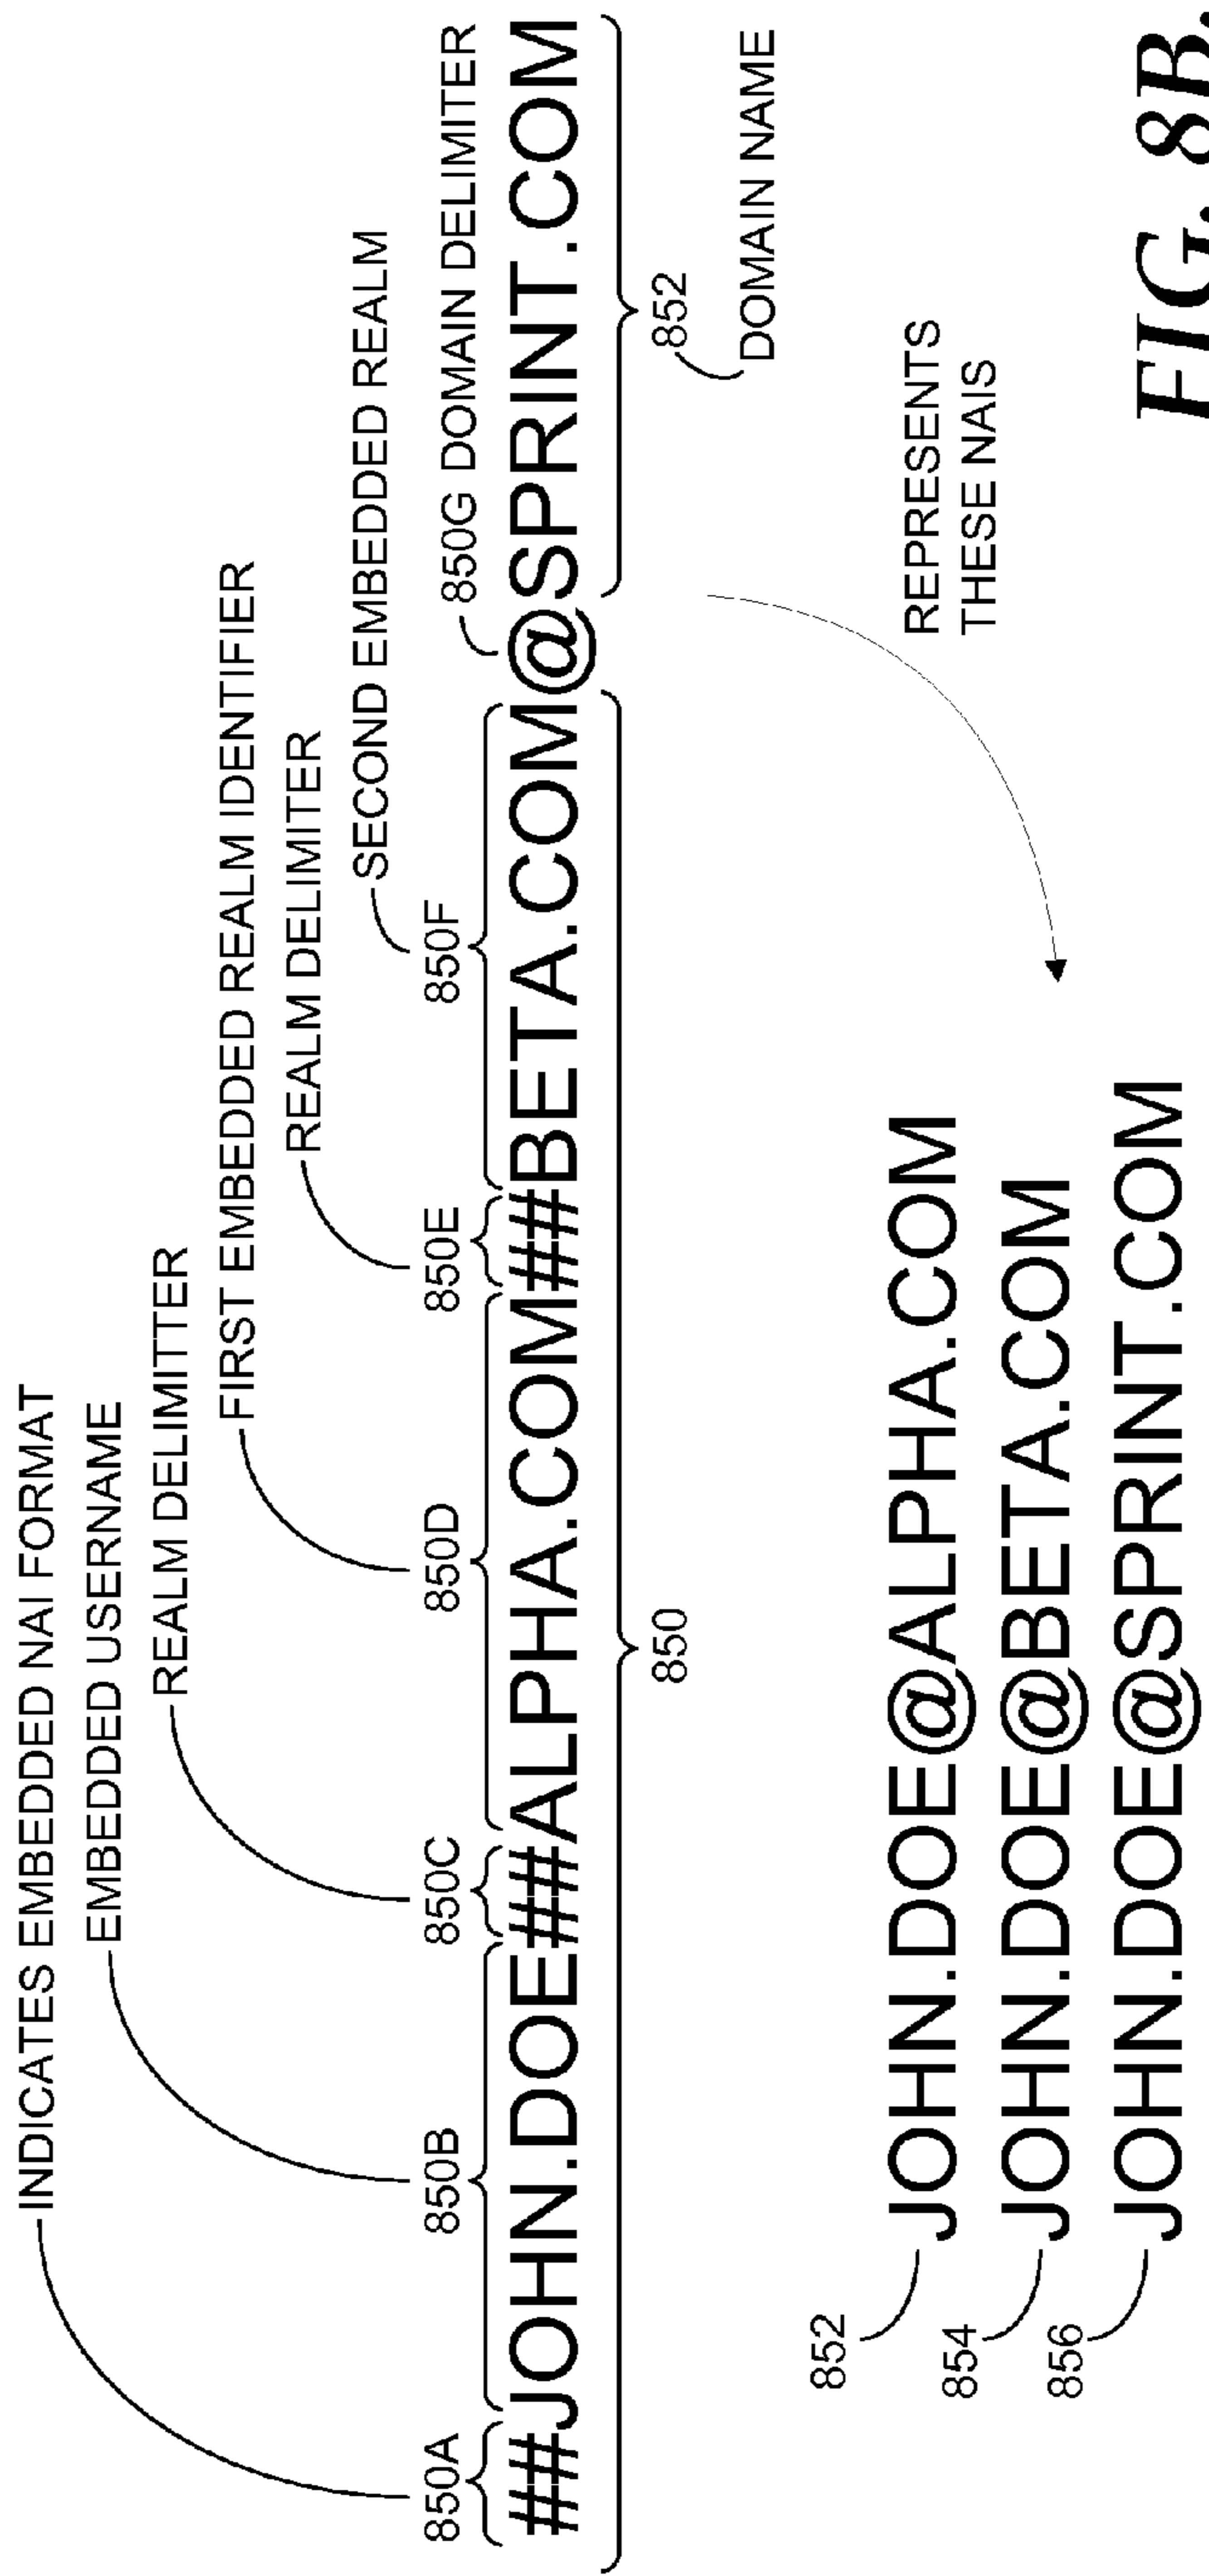 INDICATES EMBEDDED NAI FORMAT
EMBEDDED USERNAME
REALM DELIMITTER
FIRST EMBEDDED REALM IDENTIFIER
REALM DELIMITER
SECOND EMBEDDED REALM
850A 850B 850C 850D 850E 850F 850G DOMAIN DELIMITER
##JOHN.DOE##ALPHA.COM##BETA.COM@SPRINT.COM
850 852
DOMAIN NAME
REPRESENTS
THESE NAIS
852 JOHN.DOE@ALPHA.COM
854 JOHN.DOE@BETA.COM
856 JOHN.DOE@SPRINT.COM
FIG. 8B.